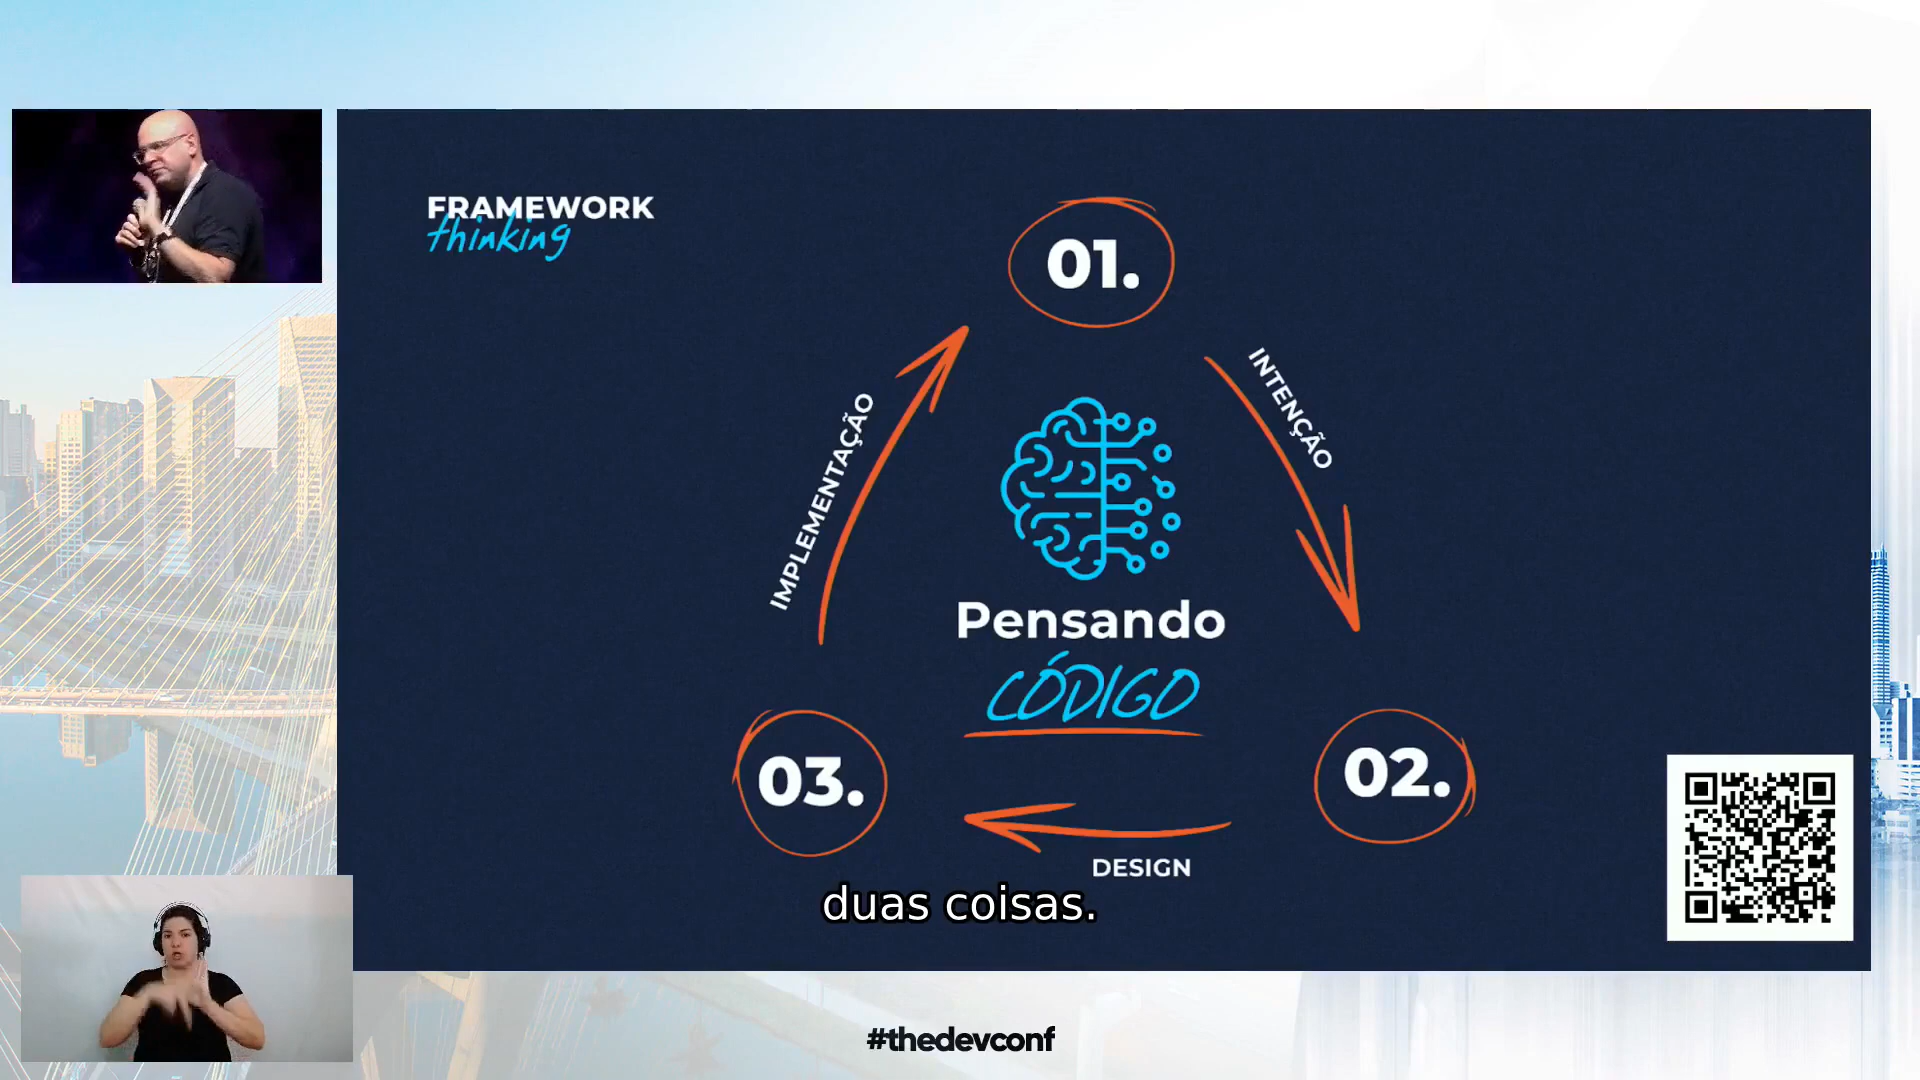 FRAMEWORK
thinking
01.
INTENÇÃO
IMPLEMENTAÇÃO
Pensando
CÓDIGO
03.
02.
DESIGN
duas coisas.
#thedevconf